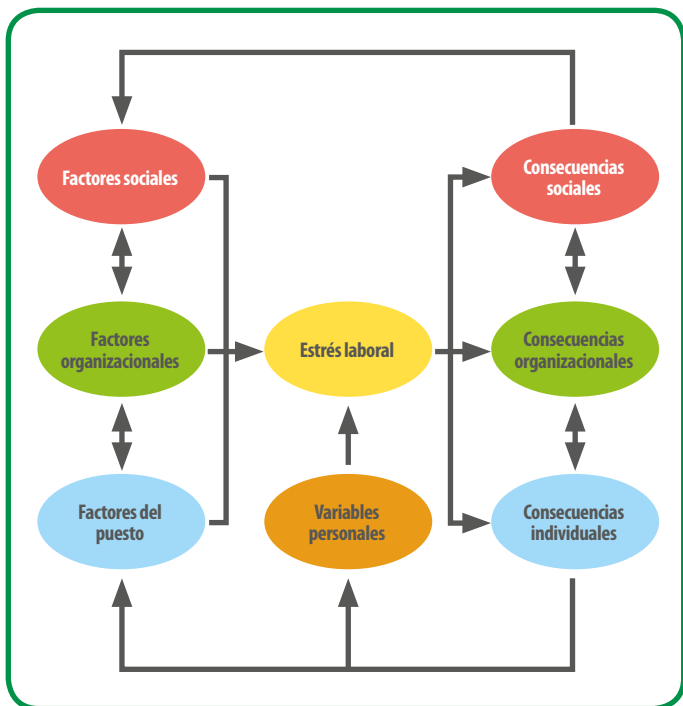 Factores sociales
Consecuencias
sociales
Factores
organizacionales
Estrés laboral
Consecuencias
organizacionales
Factores del
puesto
Variables
personales
Consecuencias
individuales